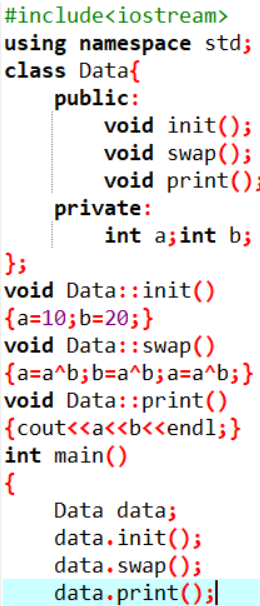 #include<iostream>
using namespace std;
class Data{
public:
void init();
void swap();
void print();
private:
int a;int b;
};
void Data::init()
{a=10;b=20;}
void Data::swap()
{a=a^b;b=a^b;a=a^b;}
void Data::print()
{cout<<a<<b<<endl;}
int main()
{
Data data;
data.init();
data.swap();
data.print();